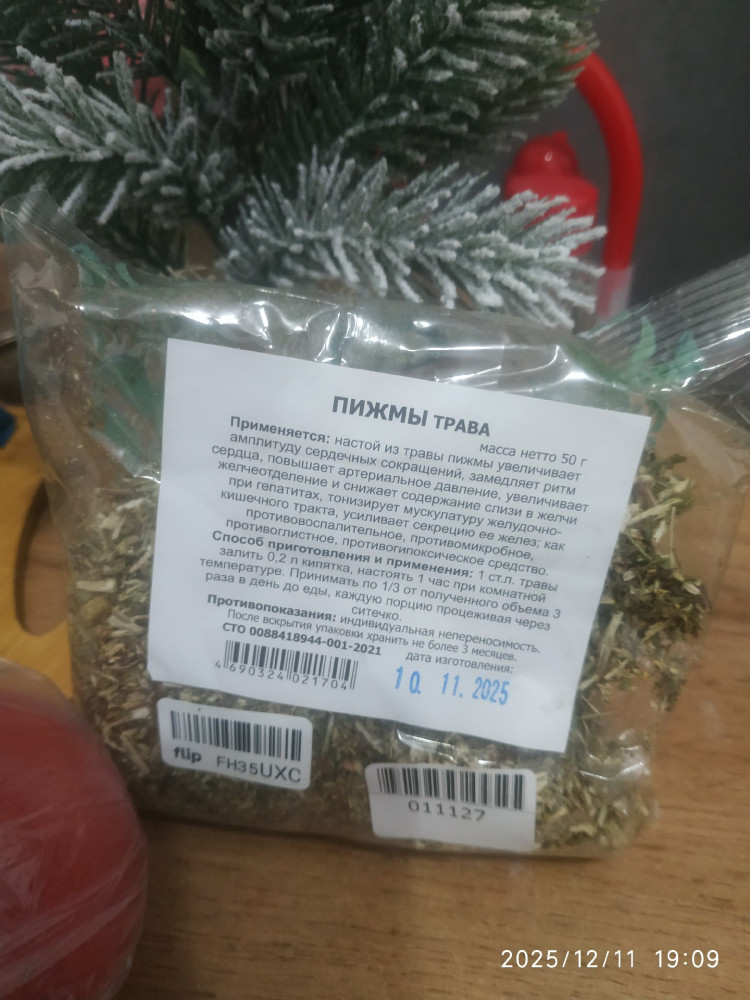 ПИЖМЫ ТРАВА
масса нетто 50 г
Применяется: настой из травы пижмы увеличивает
амплитуду сердечных сокращений, замедляет ритм
сердца, повышает артериальное давление, увеличивает
желчеотделение и снижает содержание слизи в желчи
при гепатитах, тонизирует мускулатуру желудочно-
кишечного тракта, усиливает секрецию ее желез; как
противовоспалительное, противомикробное,
противоглистное, противогипоксическое средство.
Способ приготовления и применения: 1 ст.л. травы
залить 0,2 л кипятка, настоять 1 час при комнатной
температуре. Принимать по 1/3 от полученного объема 3
раза в день до еды, каждую порцию процеживая через
ситечко.
Противопоказания: индивидуальная непереносимость.
После вскрытия упаковки хранить не более 3 месяцев.
СТО 0088418944-001-2021
дата изготовления:
4 690324 021704
10. 11. 2025
flip FH35UXC
011127
2025/12/11 19:09